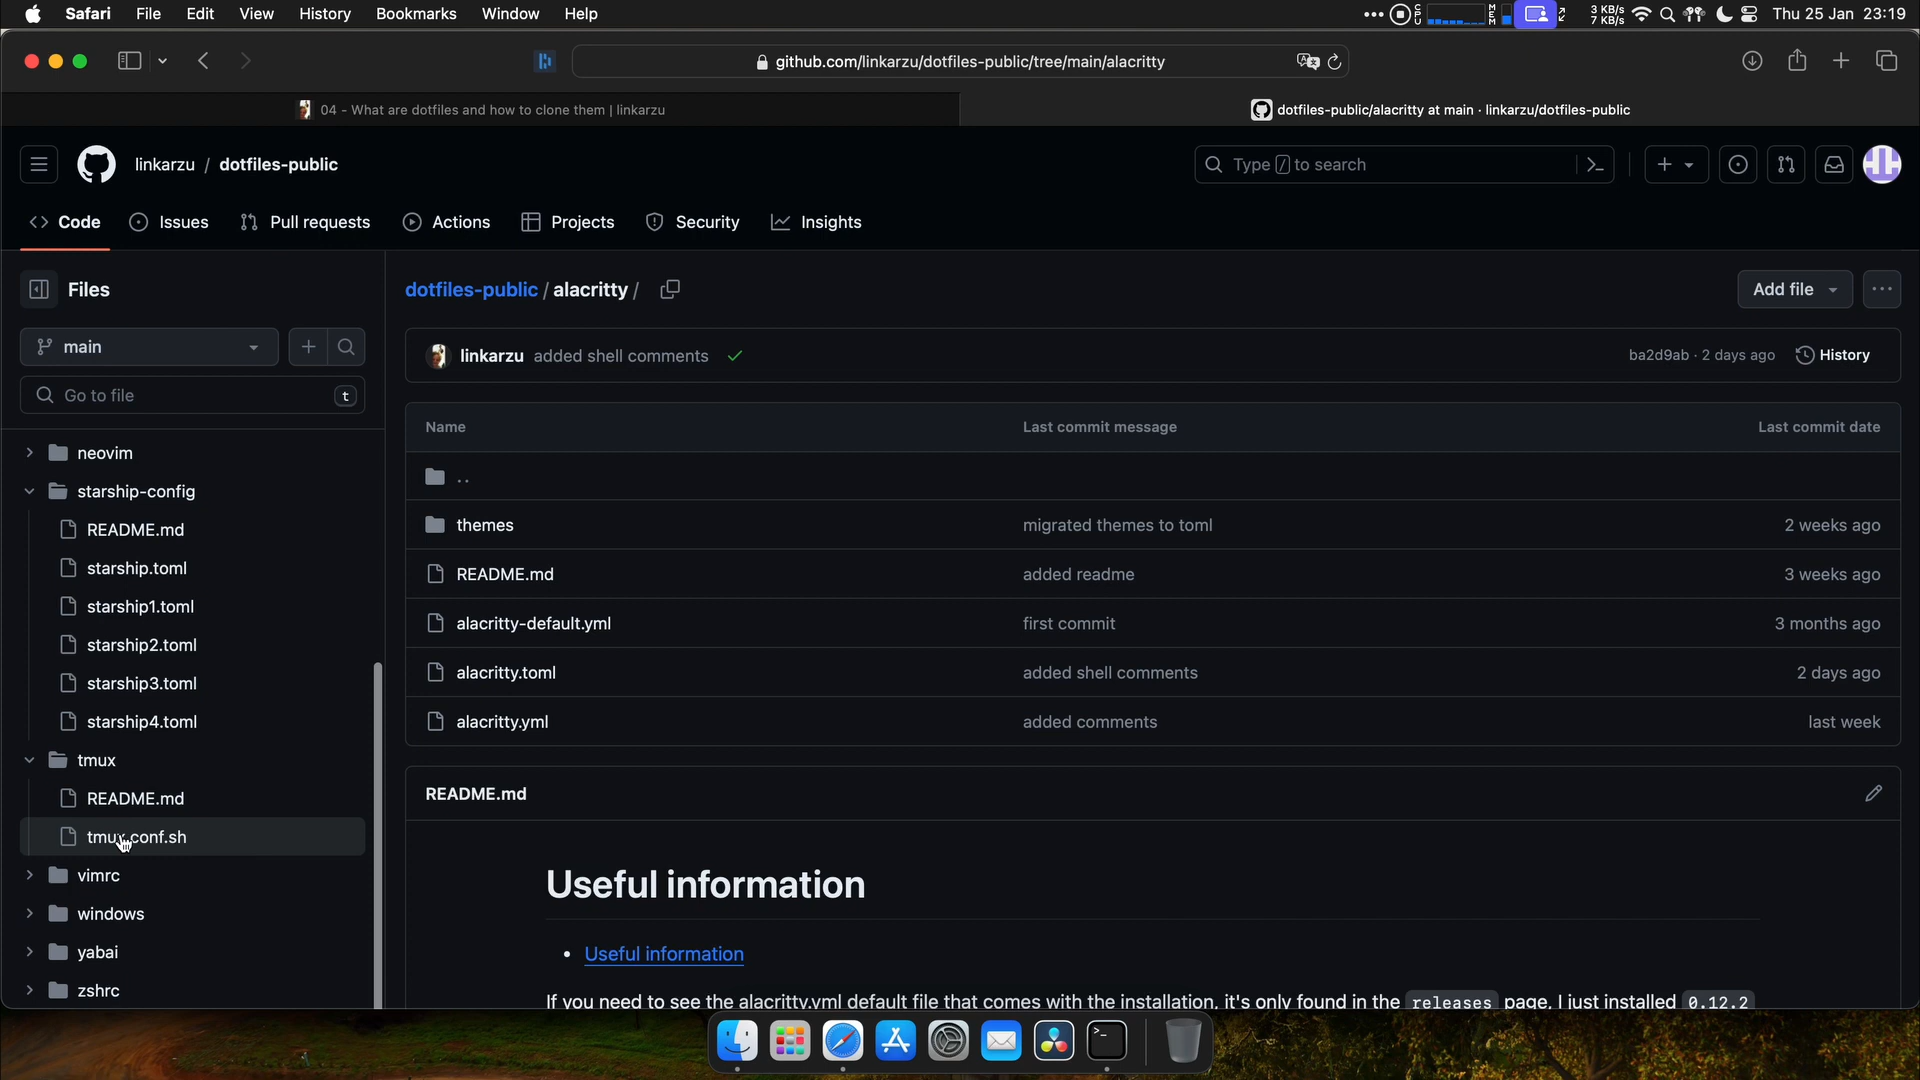 Safari File Edit View History Bookmarks Window Help
CPU MEM 3 KB/s 7 KB/s Thu 25 Jan 23:19
github.com/linkarzu/dotfiles-public/tree/main/alacritty
04 - What are dotfiles and how to clone them | linkarzu
dotfiles-public/alacritty at main · linkarzu/dotfiles-public
linkarzu / dotfiles-public
Type / to search
Code Issues Pull requests Actions Projects Security Insights
Files
dotfiles-public / alacritty /
Add file
main
linkarzu added shell comments
ba2d9ab · 2 days ago History
Go to file t
Name Last commit message Last commit date
neovim
..
starship-config
themes migrated themes to toml 2 weeks ago
README.md
README.md added readme 3 weeks ago
starship.toml
starship1.toml
alacritty-default.yml first commit 3 months ago
starship2.toml
alacritty.toml added shell comments 2 days ago
starship3.toml
starship4.toml
alacritty.yml added comments last week
tmux
README.md
README.md
tmux.conf.sh
vimrc
Useful information
windows
yabai
Useful information
zshrc
If you need to see the alacritty.yml default file that comes with the installation, it's only found in the releases page, I just installed 0.12.2